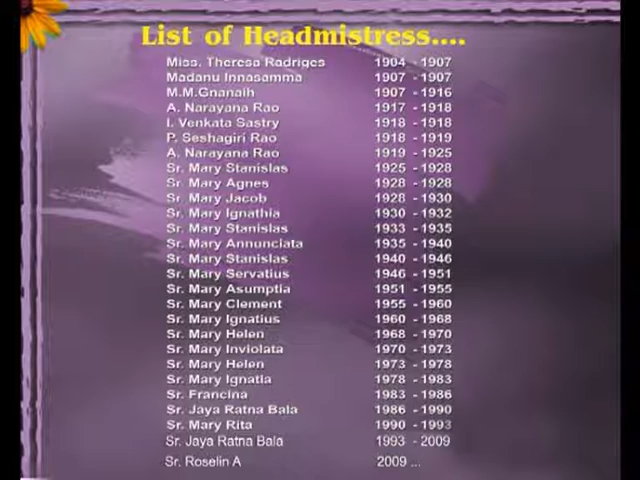 List of Headmistress....
Miss. Theresa Radriges 1904 - 1907
Madanu Innasamma 1907 - 1907
M.M.Gnanaih 1907 - 1916
A. Narayana Rao 1917 - 1918
I. Venkata Sastry 1918 - 1918
P. Seshagiri Rao 1918 - 1919
A. Narayana Rao 1919 - 1925
Sr. Mary Stanislas 1925 - 1928
Sr. Mary Agnes 1928 - 1928
Sr. Mary Jacob 1928 - 1930
Sr. Mary Ignathia 1930 - 1932
Sr. Mary Stanislas 1933 - 1935
Sr. Mary Annunciata 1935 - 1940
Sr. Mary Stanislas 1940 - 1946
Sr. Mary Servatius 1946 - 1951
Sr. Mary Asumptia 1951 - 1955
Sr. Mary Clement 1955 - 1960
Sr. Mary Ignatius 1960 - 1968
Sr. Mary Helen 1968 - 1970
Sr. Mary Inviolata 1970 - 1973
Sr. Mary Helen 1973 - 1978
Sr. Mary Ignatia 1978 - 1983
Sr. Francina 1983 - 1986
Sr. Jaya Ratna Bala 1986 - 1990
Sr. Mary Rita 1990 - 1993
Sr. Jaya Ratna Bala 1993 - 2009
Sr. Roselin A 2009 ...